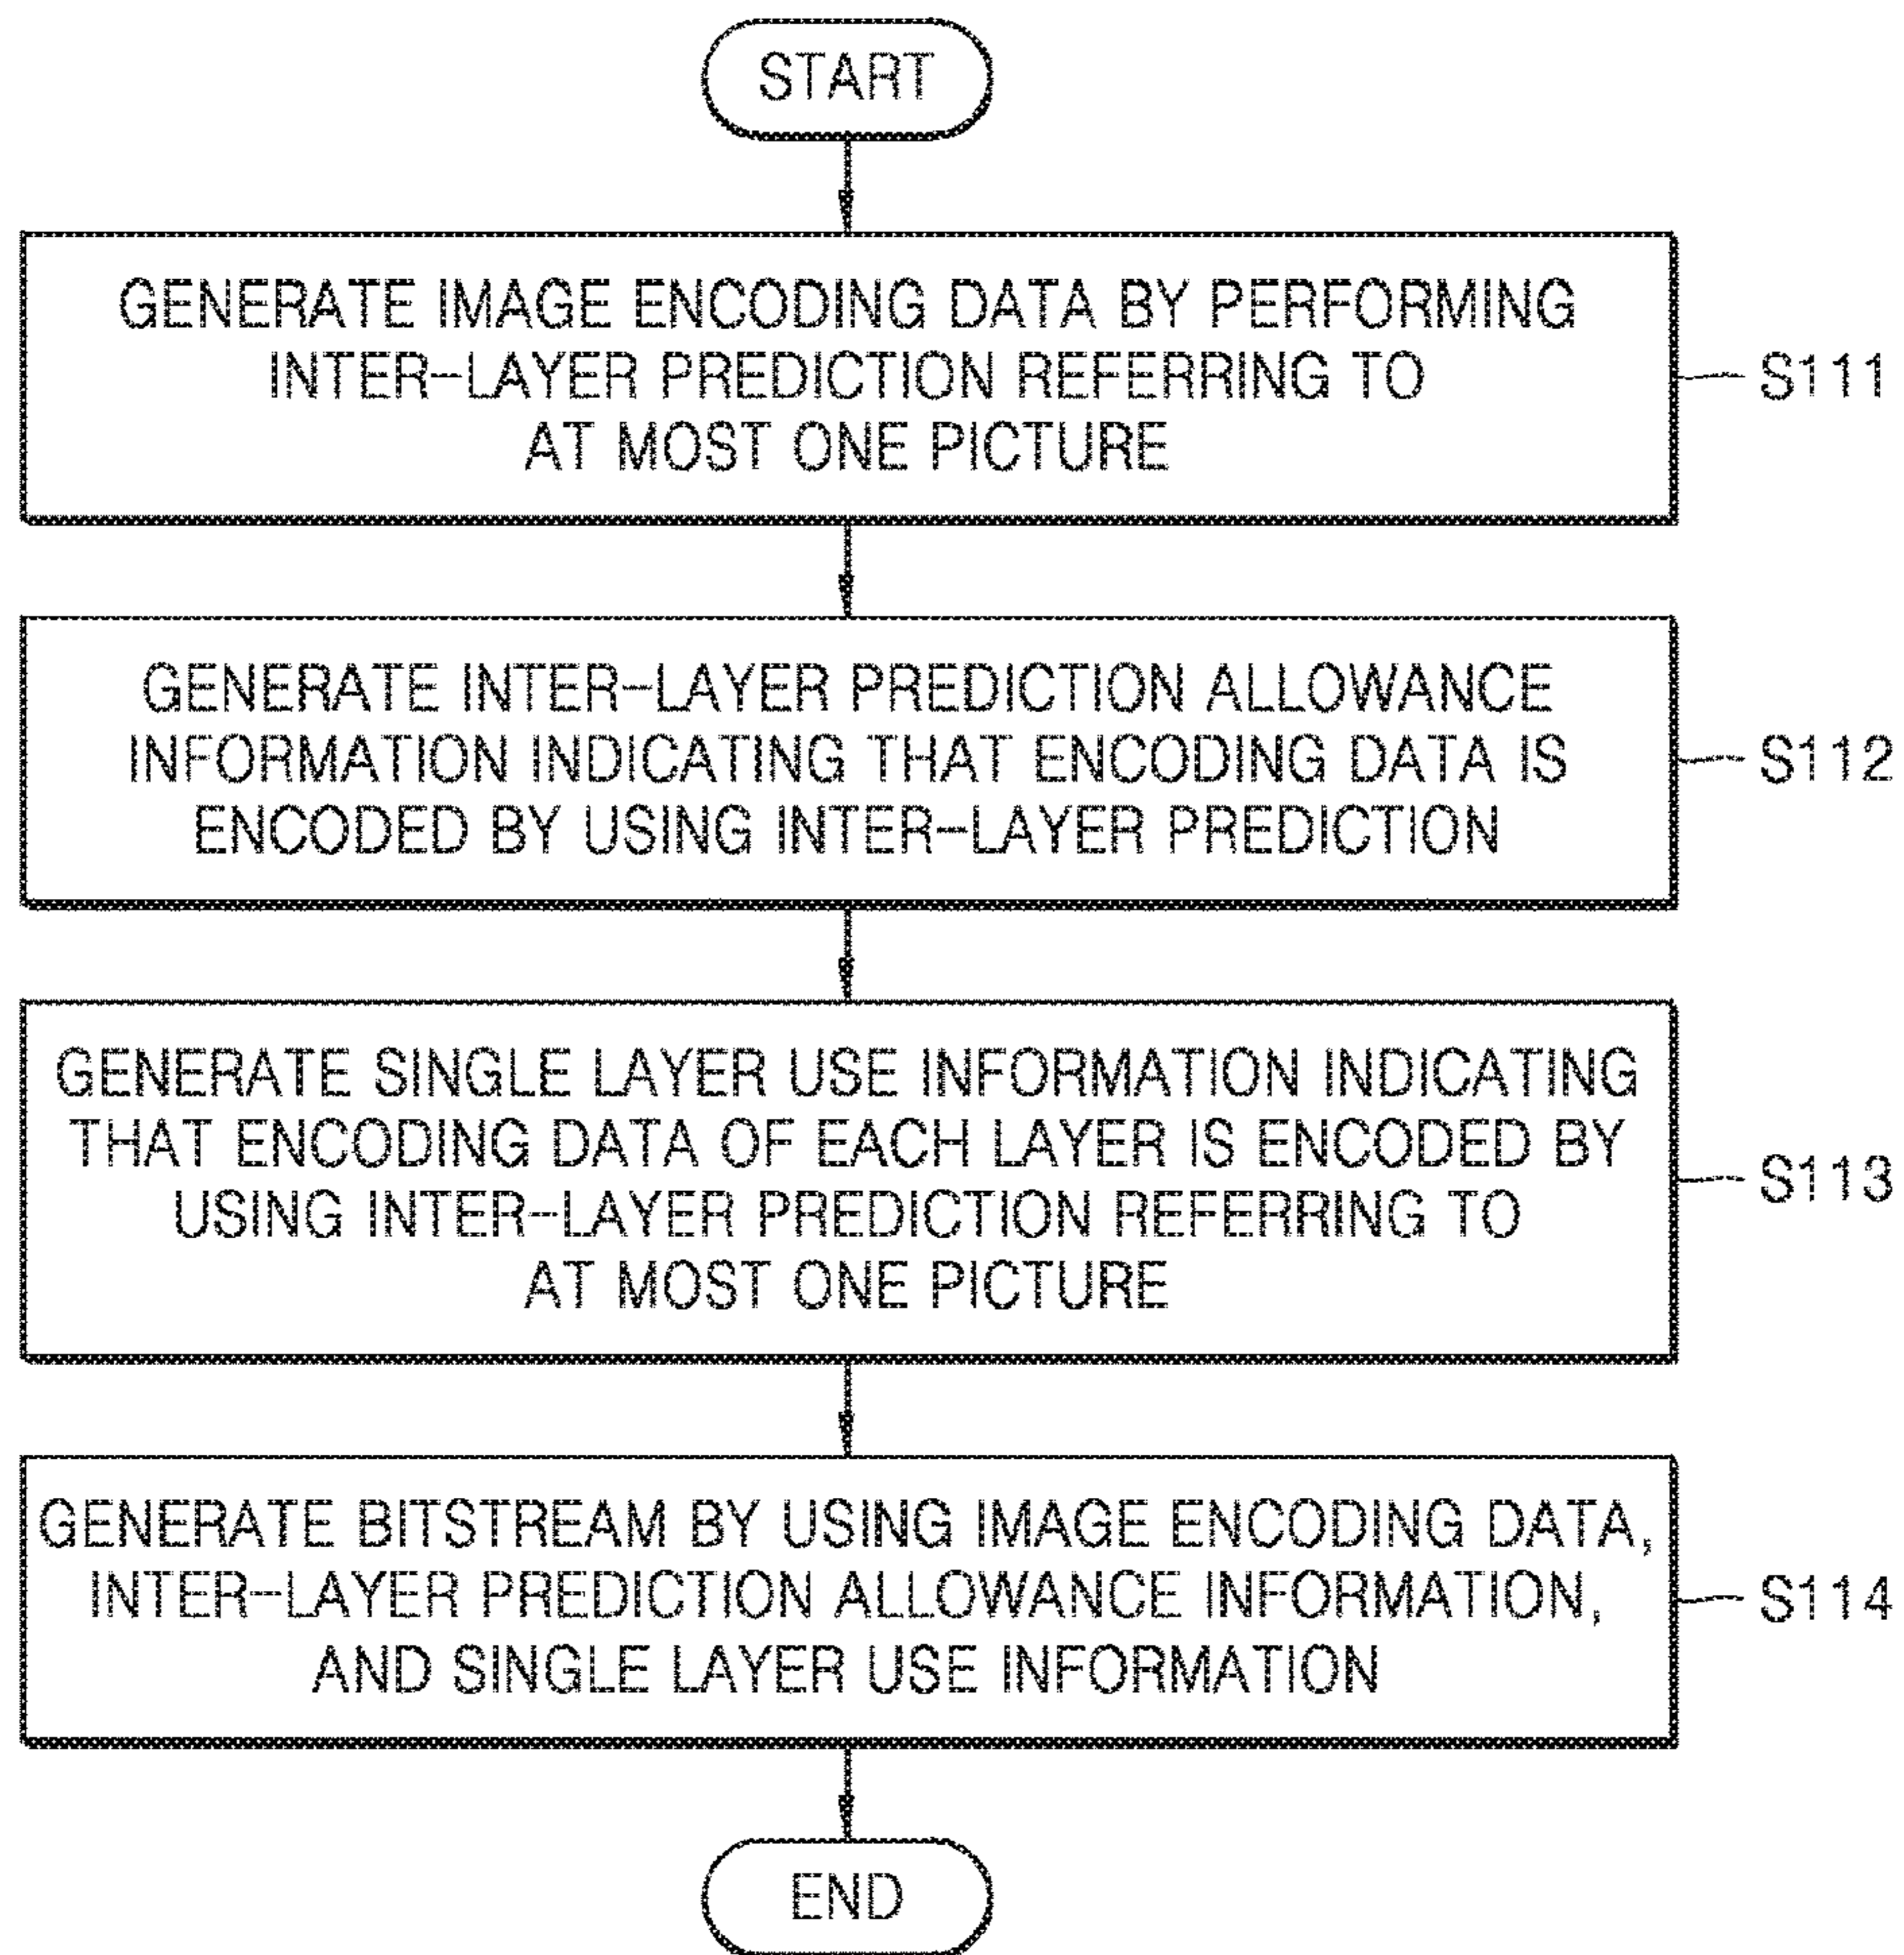 START
GENERATE IMAGE ENCODING DATA BY PERFORMING
INTER-LAYER PREDICTION REFERRING TO
AT MOST ONE PICTURE
S111
GENERATE INTER-LAYER PREDICTION ALLOWANCE
INFORMATION INDICATING THAT ENCODING DATA IS
ENCODED BY USING INTER-LAYER PREDICTION
S112
GENERATE SINGLE LAYER USE INFORMATION INDICATING
THAT ENCODING DATA OF EACH LAYER IS ENCODED BY
USING INTER-LAYER PREDICTION REFERRING TO
AT MOST ONE PICTURE
S113
GENERATE BITSTREAM BY USING IMAGE ENCODING DATA,
INTER-LAYER PREDICTION ALLOWANCE INFORMATION,
AND SINGLE LAYER USE INFORMATION
S114
END